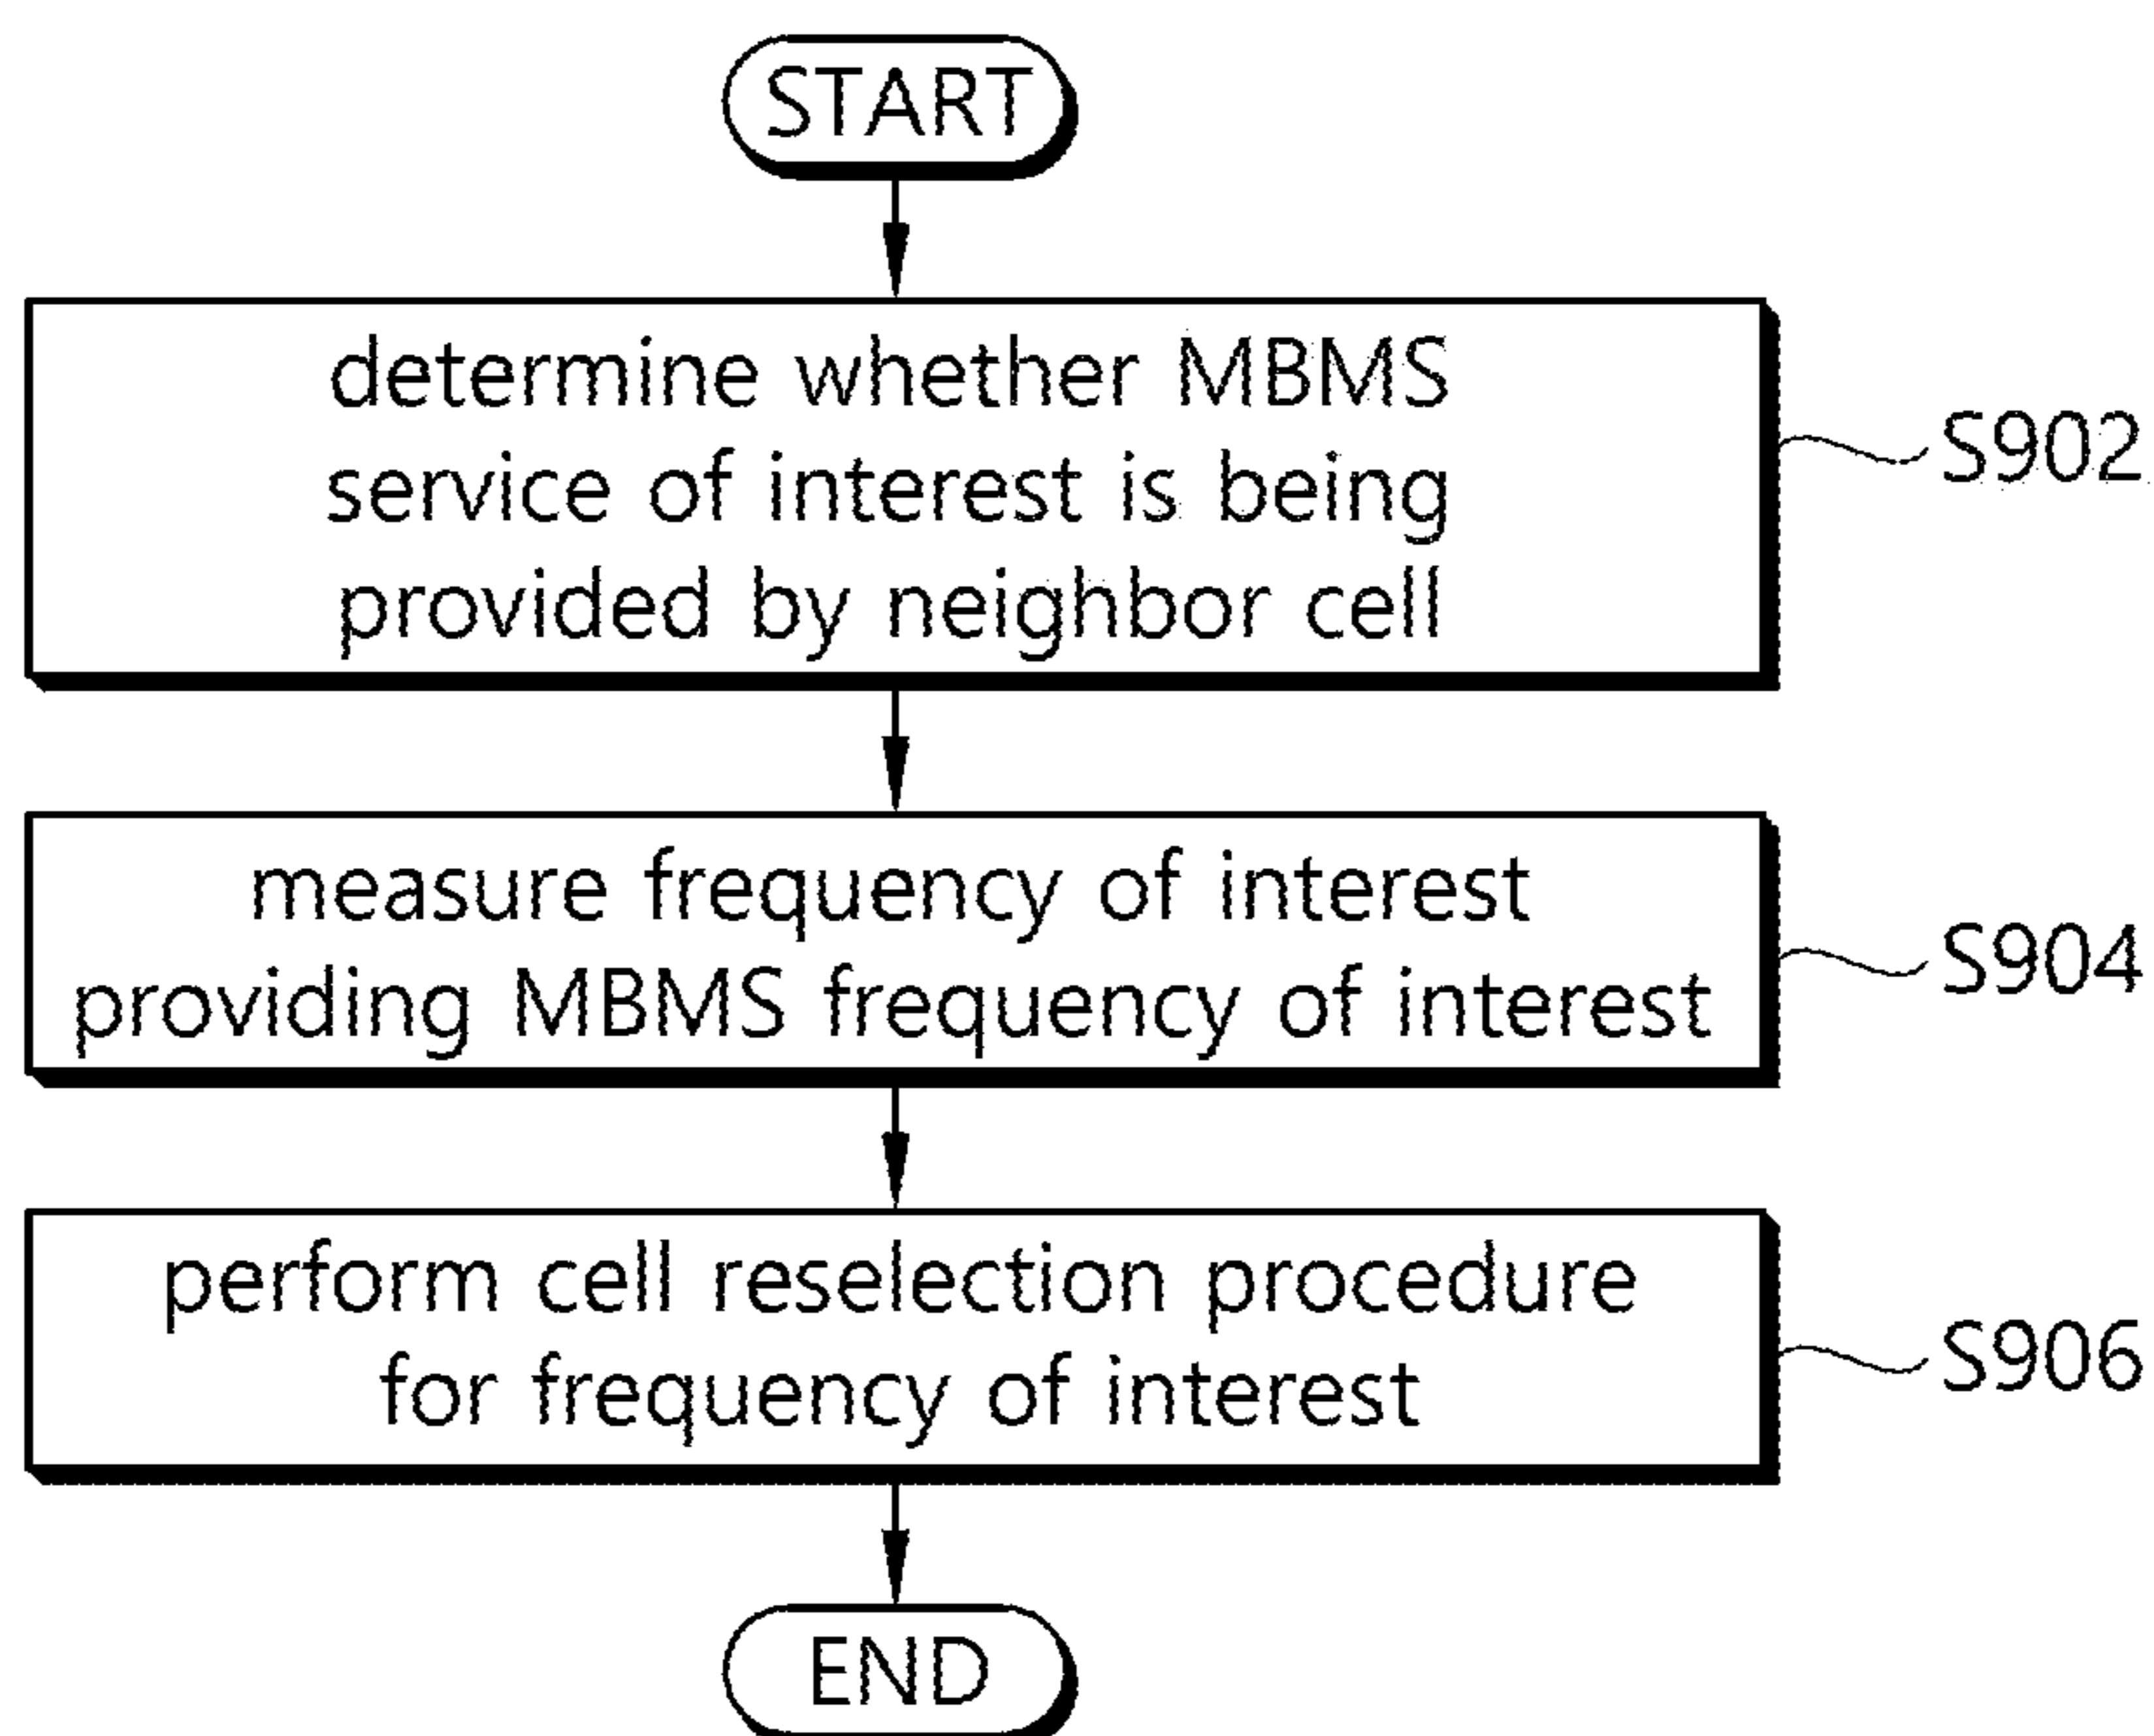 START
determine whether MBMS
service of interest is being
provided by neighbor cell
S902
measure frequency of interest
providing MBMS frequency of interest
S904
perform cell reselection procedure
for frequency of interest
S906
END